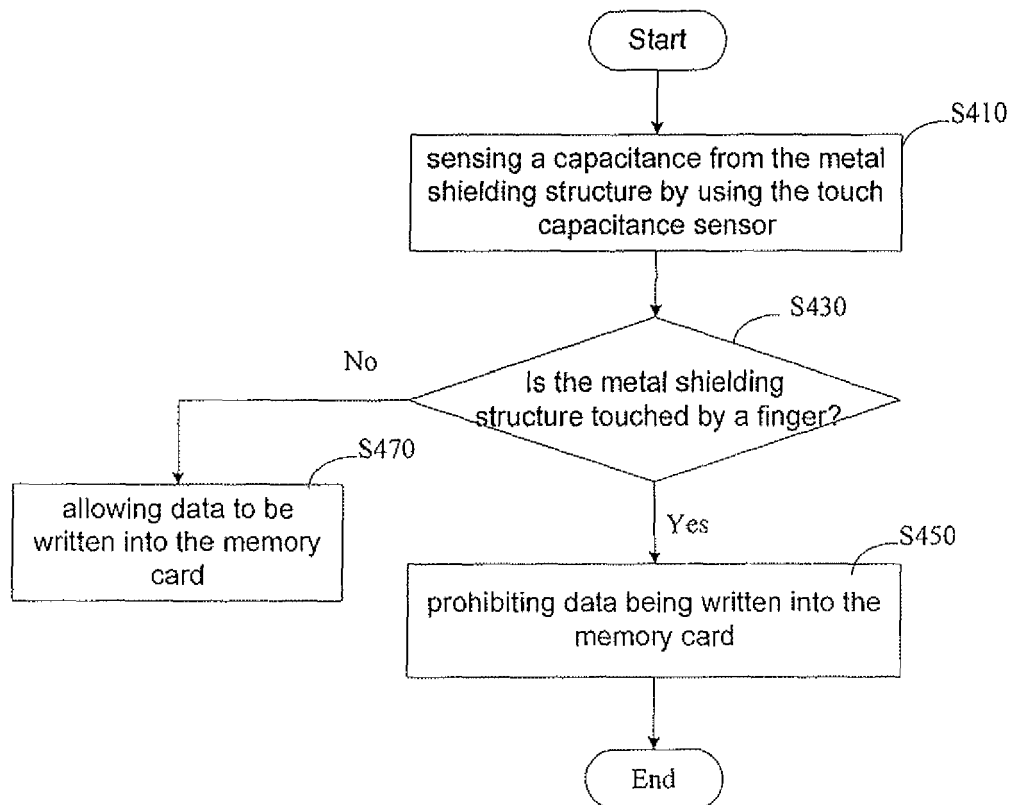 Start
S410
sensing a capacitance from the metal
shielding structure by using the touch
capacitance sensor
S430
No
Is the metal shielding
structure touched by a finger?
S470
allowing data to be
written into the memory
card
Yes
S450
prohibiting data being written into the
memory card
End